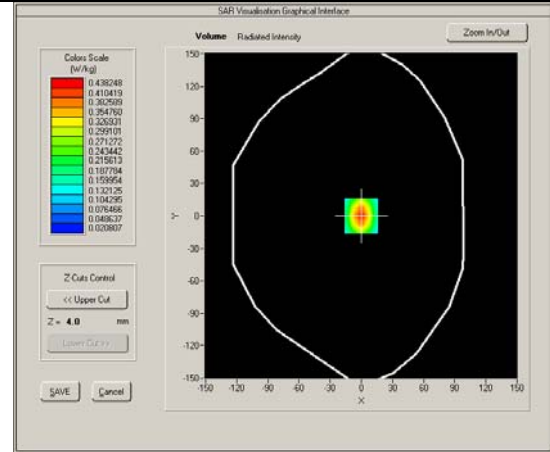 SAR Visualisation Graphical Interface
Volume Radiated Intensity
Zoom In/Out
Colors Scale
(W/kg)
0.438248
0.410419
0.382589
0.354760
0.326931
0.299101
0.271272
0.243442
0.215613
0.187784
0.159954
0.132125
0.104295
0.076466
0.048637
0.020807
Z-Cuts Control
<< Upper Cut
Z = 4.0 mm
Lower Cut >>
SAVE Cancel
150-
120-
90-
60-
30-
0-
-30-
-60-
-90-
-120-
-150-
Y
-150 -120 -90 -60 -30 0 30 60 90 120 150
X